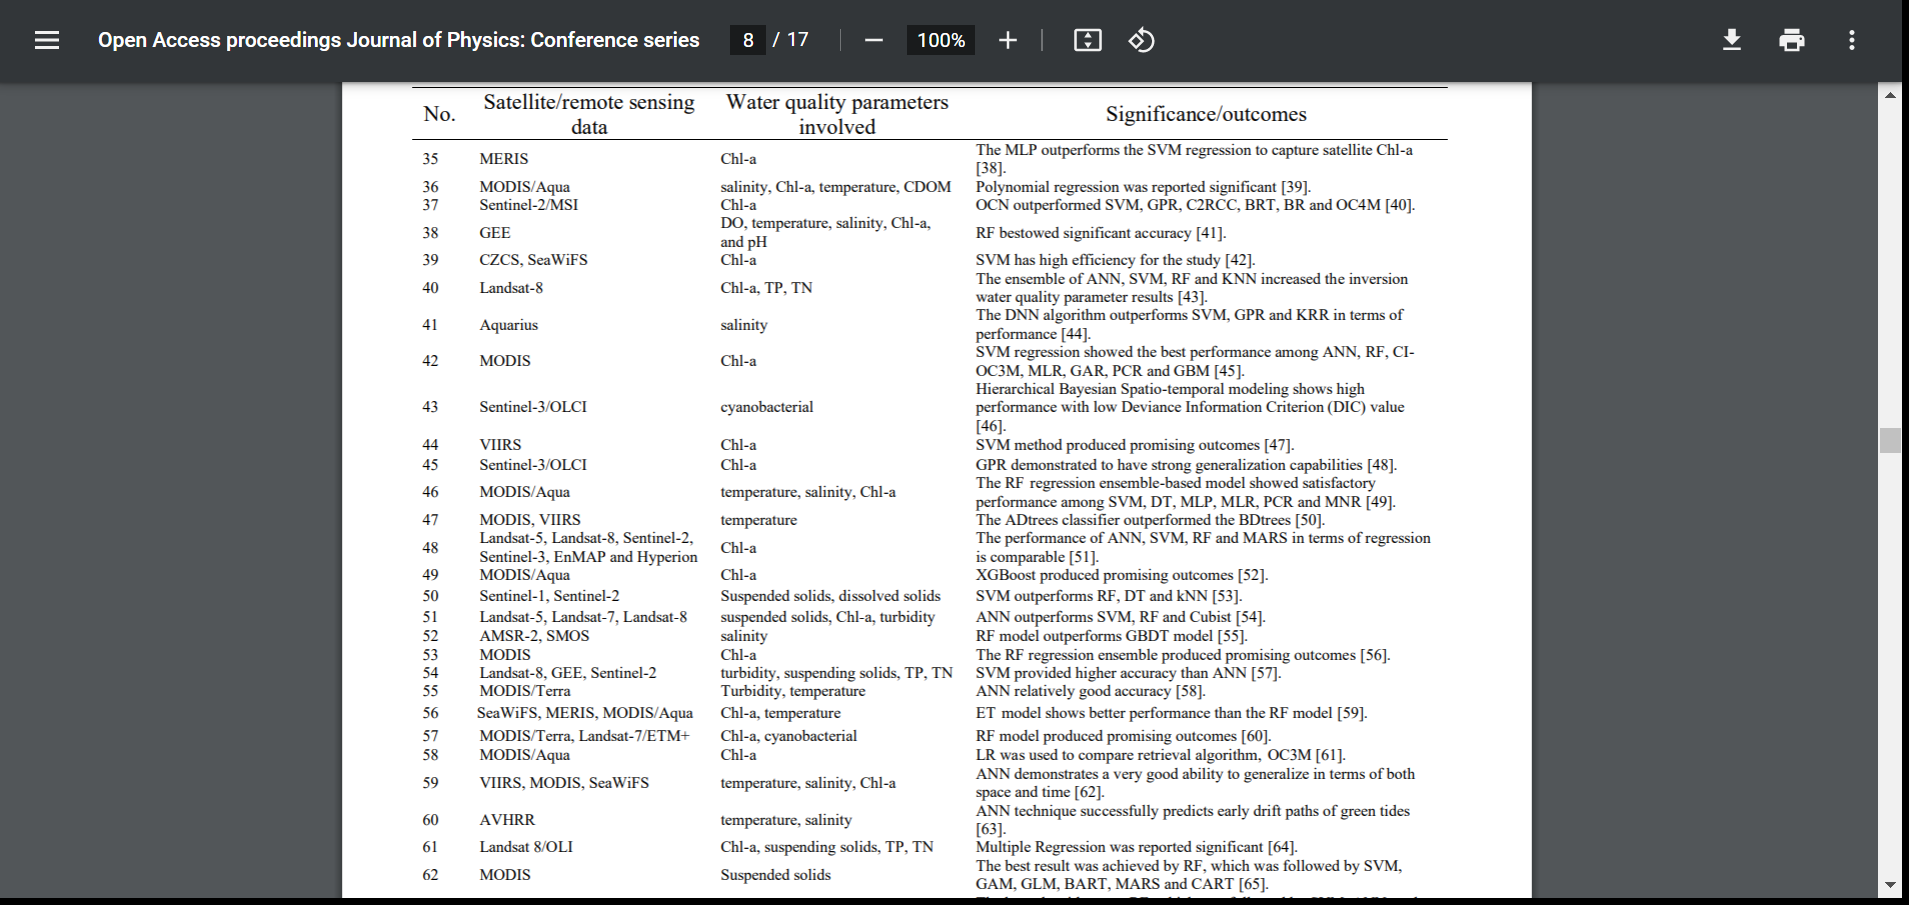 Open Access proceedings Journal of Physics: Conference series 8 / 17 100%
No. Satellite/remote sensing data Water quality parameters involved Significance/outcomes
35 MERIS Chl-a The MLP outperforms the SVM regression to capture satellite Chl-a
[38].
36 MODIS/Aqua salinity, Chl-a, temperature, CDOM Polynomial regression was reported significant [39].
37 Sentinel-2/MSI Chl-a OCN outperformed SVM, GPR, C2RCC, BRT, BR and OC4M [40].
38 GEE DO, temperature, salinity, Chl-a,
and pH RF bestowed significant accuracy [41].
39 CZCS, SeaWiFS Chl-a SVM has high efficiency for the study [42].
40 Landsat-8 Chl-a, TP, TN The ensemble of ANN, SVM, RF and KNN increased the inversion
water quality parameter results [43].
41 Aquarius salinity The DNN algorithm outperforms SVM, GPR and KRR in terms of
performance [44].
42 MODIS Chl-a SVM regression showed the best performance among ANN, RF, CI-
OC3M, MLR, GAR, PCR and GBM [45].
43 Sentinel-3/OLCI cyanobacterial Hierarchical Bayesian Spatio-temporal modeling shows high
performance with low Deviance Information Criterion (DIC) value
[46].
44 VIIRS Chl-a SVM method produced promising outcomes [47].
45 Sentinel-3/OLCI Chl-a GPR demonstrated to have strong generalization capabilities [48].
46 MODIS/Aqua temperature, salinity, Chl-a The RF regression ensemble-based model showed satisfactory
performance among SVM, DT, MLP, MLR, PCR and MNR [49].
47 MODIS, VIIRS temperature The ADtrees classifier outperformed the BDtrees [50].
48 Landsat-5, Landsat-8, Sentinel-2,
Sentinel-3, EnMAP and Hyperion Chl-a The performance of ANN, SVM, RF and MARS in terms of regression
is comparable [51].
49 MODIS/Aqua Chl-a XGBoost produced promising outcomes [52].
50 Sentinel-1, Sentinel-2 Suspended solids, dissolved solids SVM outperforms RF, DT and kNN [53].
51 Landsat-5, Landsat-7, Landsat-8 suspended solids, Chl-a, turbidity ANN outperforms SVM, RF and Cubist [54].
52 AMSR-2, SMOS salinity RF model outperforms GBDT model [55].
53 MODIS Chl-a The RF regression ensemble produced promising outcomes [56].
54 Landsat-8, GEE, Sentinel-2 turbidity, suspending solids, TP, TN SVM provided higher accuracy than ANN [57].
55 MODIS/Terra Turbidity, temperature ANN relatively good accuracy [58].
56 SeaWiFS, MERIS, MODIS/Aqua Chl-a, temperature ET model shows better performance than the RF model [59].
57 MODIS/Terra, Landsat-7/ETM+ Chl-a, cyanobacterial RF model produced promising outcomes [60].
58 MODIS/Aqua Chl-a LR was used to compare retrieval algorithm, OC3M [61].
59 VIIRS, MODIS, SeaWiFS temperature, salinity, Chl-a ANN demonstrates a very good ability to generalize in terms of both
space and time [62].
60 AVHRR temperature, salinity ANN technique successfully predicts early drift paths of green tides
[63].
61 Landsat 8/OLI Chl-a, suspending solids, TP, TN Multiple Regression was reported significant [64].
62 MODIS Suspended solids The best result was achieved by RF, which was followed by SVM,
GAM, GLM, BART, MARS and CART [65].